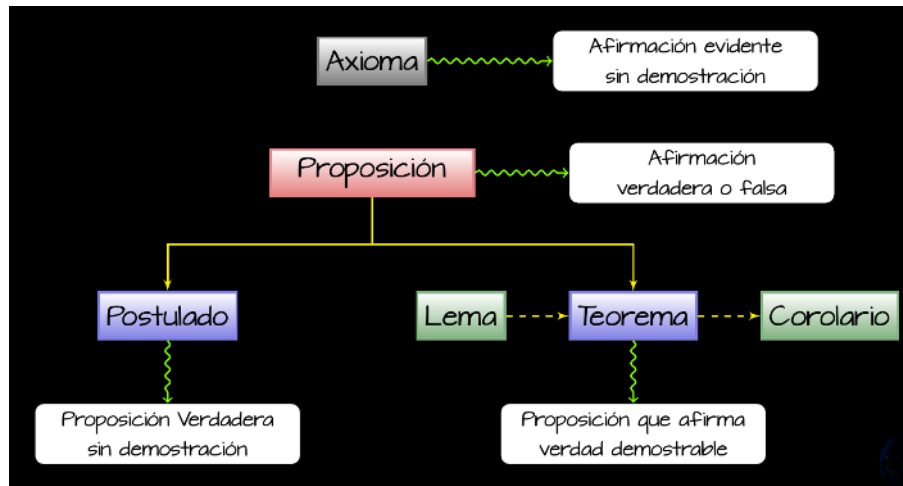 Axioma
Afirmación evidente
sin demostración
Proposición
Afirmación
verdadera o falsa
Postulado
Lema
Teorema
Corolario
Proposición Verdadera
sin demostración
Proposición que afirma
verdad demostrable